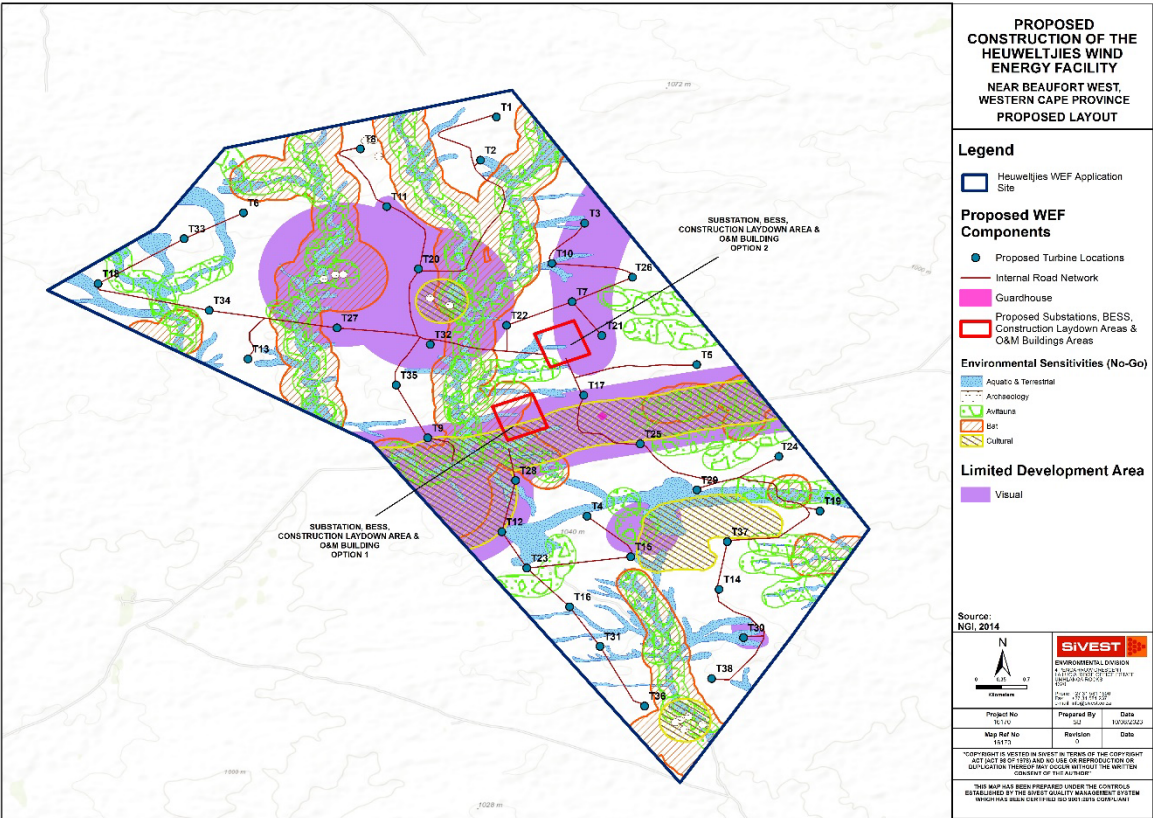 PROPOSED
CONSTRUCTION OF THE
HEUWELTJIES WIND
ENERGY FACILITY
NEAR BEAUFORT WEST,
WESTERN CAPE PROVINCE
PROPOSED LAYOUT
Legend
Heuweltjies WEF Application
Site
Proposed WEF
Components
Proposed Turbine Locations
Internal Road Network
Guardhouse
Proposed Substations, BESS,
Construction Laydown Areas &
O&M Buildings Areas
Environmental Sensitivities (No-Go)
Aquatic & Terrestrial
Archaeology
Avifauna
Bat
Cultural
Limited Development Area
Visual
Source:
NGI, 2014
N
Kilometers
SiVEST
ENVIRONMENTAL DIVISION
Project No
Prepared By
Date
Map Ref No
Revision
Date
0
"COPYRIGHT IS VESTED IN SIVEST IN TERMS OF THE COPYRIGHT
ACT (ACT 98 OF 1978) AND NO USE OR REPRODUCTION OR
DUPLICATION THEREOF MAY OCCUR WITHOUT THE WRITTEN
CONSENT OF THE AUTHOR"
THIS MAP HAS BEEN PREPARED UNDER THE CONTROLS
ESTABLISHED BY THE SIVEST QUALITY MANAGEMENT SYSTEM
WHICH HAS BEEN CERTIFIED ISO 9001:2015 COMPLIANT
1072 m
T1
T8
T2
T11
T6
T3
T33
SUBSTATION, BESS,
CONSTRUCTION LAYDOWN AREA &
O&M BUILDING
OPTION 2
T10
T20
T26
T18
T7
T34
T22
T27
T21
T32
T13
T5
T35
T17
T9
T25
T24
T28
T29
T19
T4
T12
SUBSTATION, BESS,
CONSTRUCTION LAYDOWN AREA &
O&M BUILDING
OPTION 1
1040 m
T37
T15
T23
T14
T16
T30
T31
T38
T36
1028 m